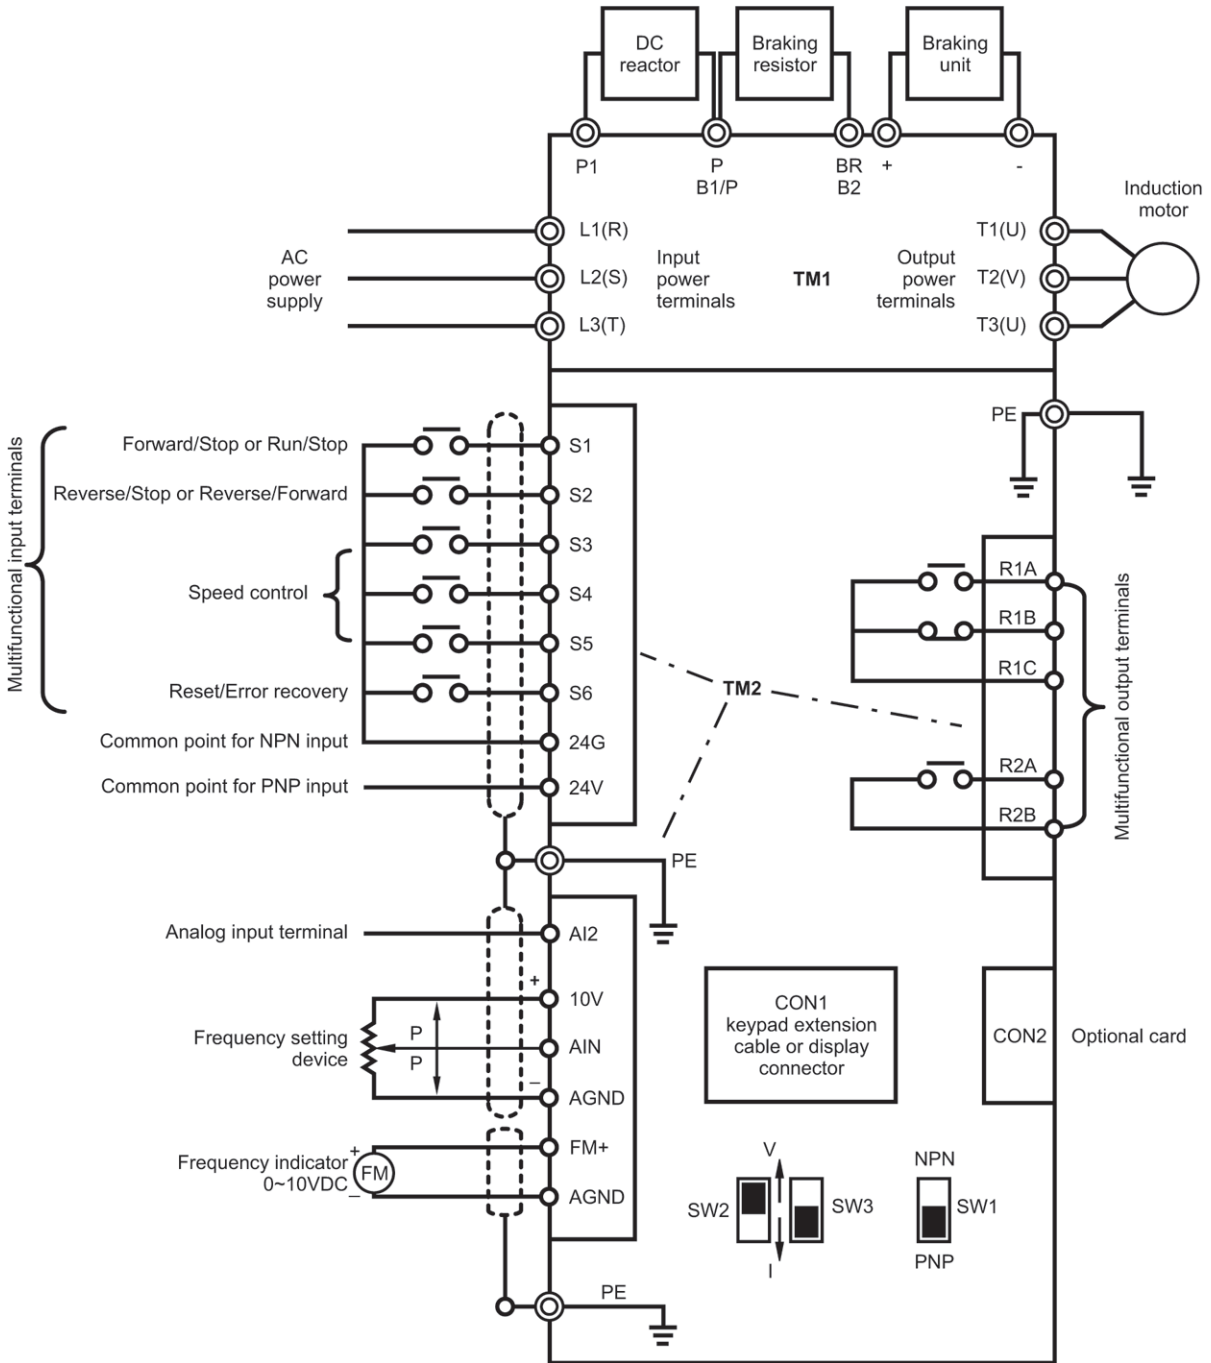 DC
reactor
Braking
resistor
Braking
unit
P1
P
B1/P
BR
B2
+
-
Induction
motor
AC
power
supply
L1(R)
L2(S)
L3(T)
Input
power
terminals
TM1
Output
power
terminals
T1(U)
T2(V)
T3(U)
PE
Multifunctional input terminals
Forward/Stop or Run/Stop
S1
Reverse/Stop or Reverse/Forward
S2
S3
Speed control
S4
S5
Reset/Error recovery
S6
Common point for NPN input
24G
Common point for PNP input
24V
TM2
R1A
R1B
R1C
R2A
R2B
Multifunctional output terminals
PE
Analog input terminal
AI2
+
10V
Frequency setting
device
P
P
AIN
–
AGND
Frequency indicator
0~10VDC
+
FM
–
FM+
AGND
PE
CON1
keypad extension
cable or display
connector
CON2
Optional card
V
SW2
SW3
I
NPN
SW1
PNP